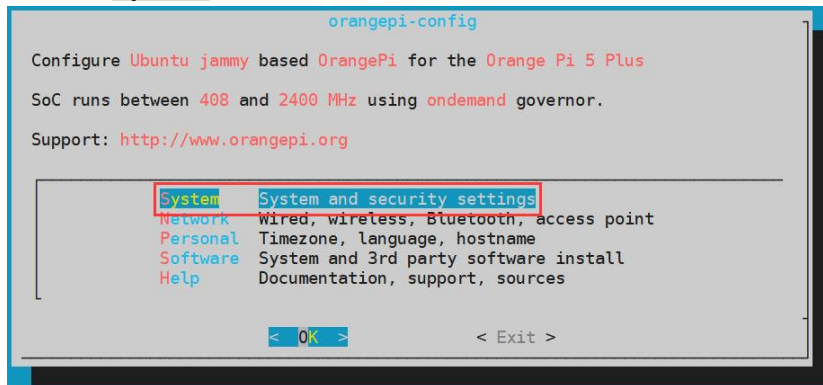 orangepi-config
Configure Ubuntu jammy based OrangePi for the Orange Pi 5 Plus
SoC runs between 408 and 2400 MHz using ondemand governor.
Support: http://www.orangepi.org
System System and security settings
Network Wired, wireless, Bluetooth, access point
Personal Timezone, language, hostname
Software System and 3rd party software install
Help Documentation, support, sources
< OK > < Exit >